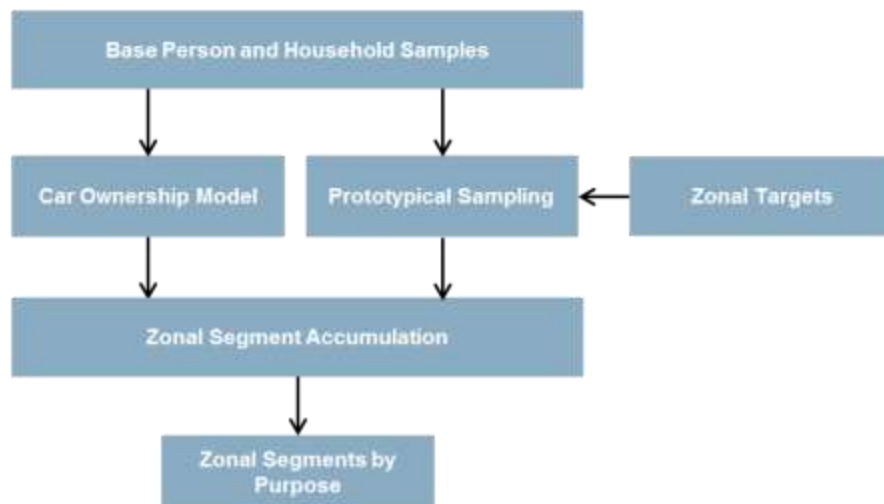 Base Person and Household Samples
Car Ownership Model
Prototypical Sampling
Zonal Targets
Zonal Segment Accumulation
Zonal Segments by
Purpose